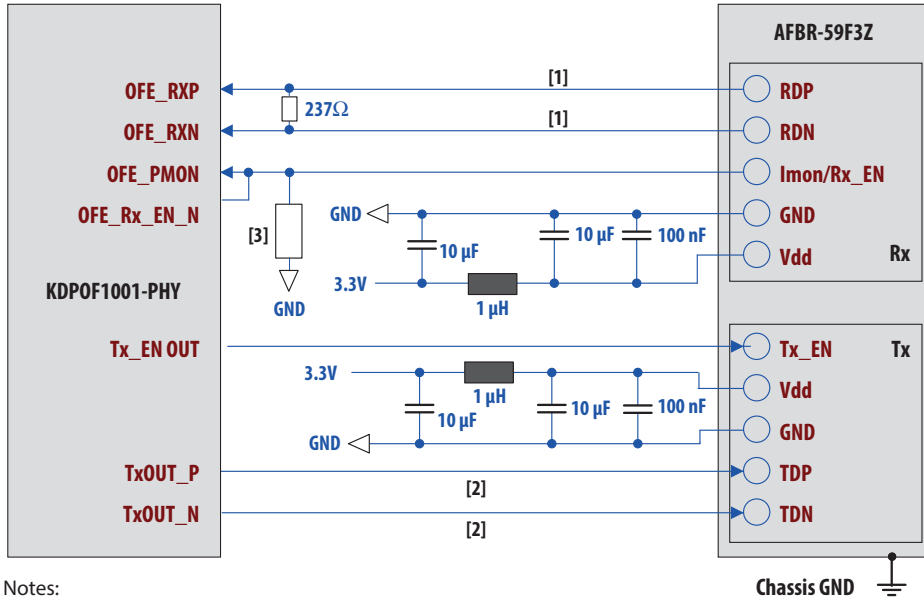 AFBR-59F3Z
OFE_RXP
237Ω
[1]
RDP
OFE_RXN
[1]
RDN
OFE_PMON
Imon/Rx_EN
OFE_Rx_EN_N
[3]
GND
GND
10 µF
10 µF
100 nF
GND
3.3V
1 µH
Vdd
Rx
KDPOF1001-PHY
Tx_EN OUT
Tx_EN
Tx
3.3V
1 µH
Vdd
10 µF
10 µF
100 nF
GND
GND
TxOUT_P
[2]
TDP
TxOUT_N
[2]
TDN
Notes:
Chassis GND